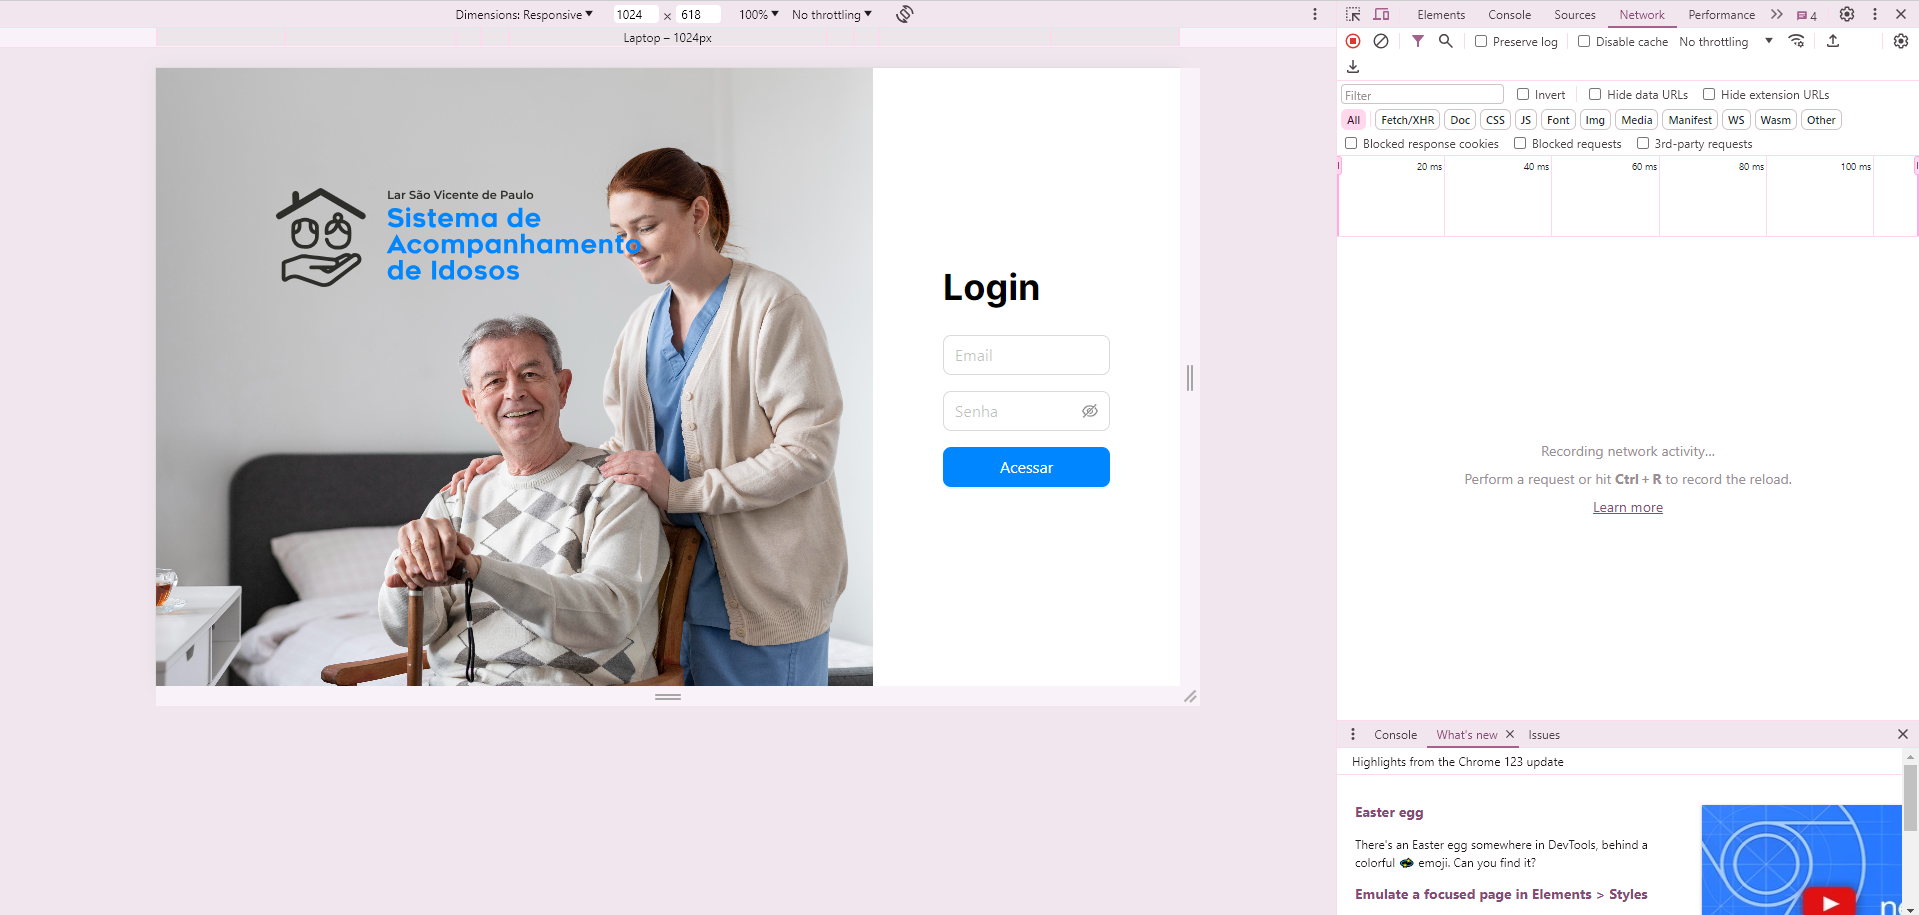 Dimensions: Responsive 1024 × 618 100% No throttling
Laptop – 1024px
Lar São Vicente de Paulo
Sistema de
Acompanhamento
de Idosos
Login
Email
Senha
Acessar
Elements Console Sources Network Performance 4
Preserve log Disable cache No throttling
Filter Invert Hide data URLs Hide extension URLs
All Fetch/XHR Doc CSS JS Font Img Media Manifest WS Wasm Other
Blocked response cookies Blocked requests 3rd-party requests
20 ms 40 ms 60 ms 80 ms 100 ms
Recording network activity...
Perform a request or hit Ctrl + R to record the reload.
Learn more
Console What's new Issues
Highlights from the Chrome 123 update
Easter egg
There's an Easter egg somewhere in DevTools, behind a
colorful emoji. Can you find it?
Emulate a focused page in Elements > Styles